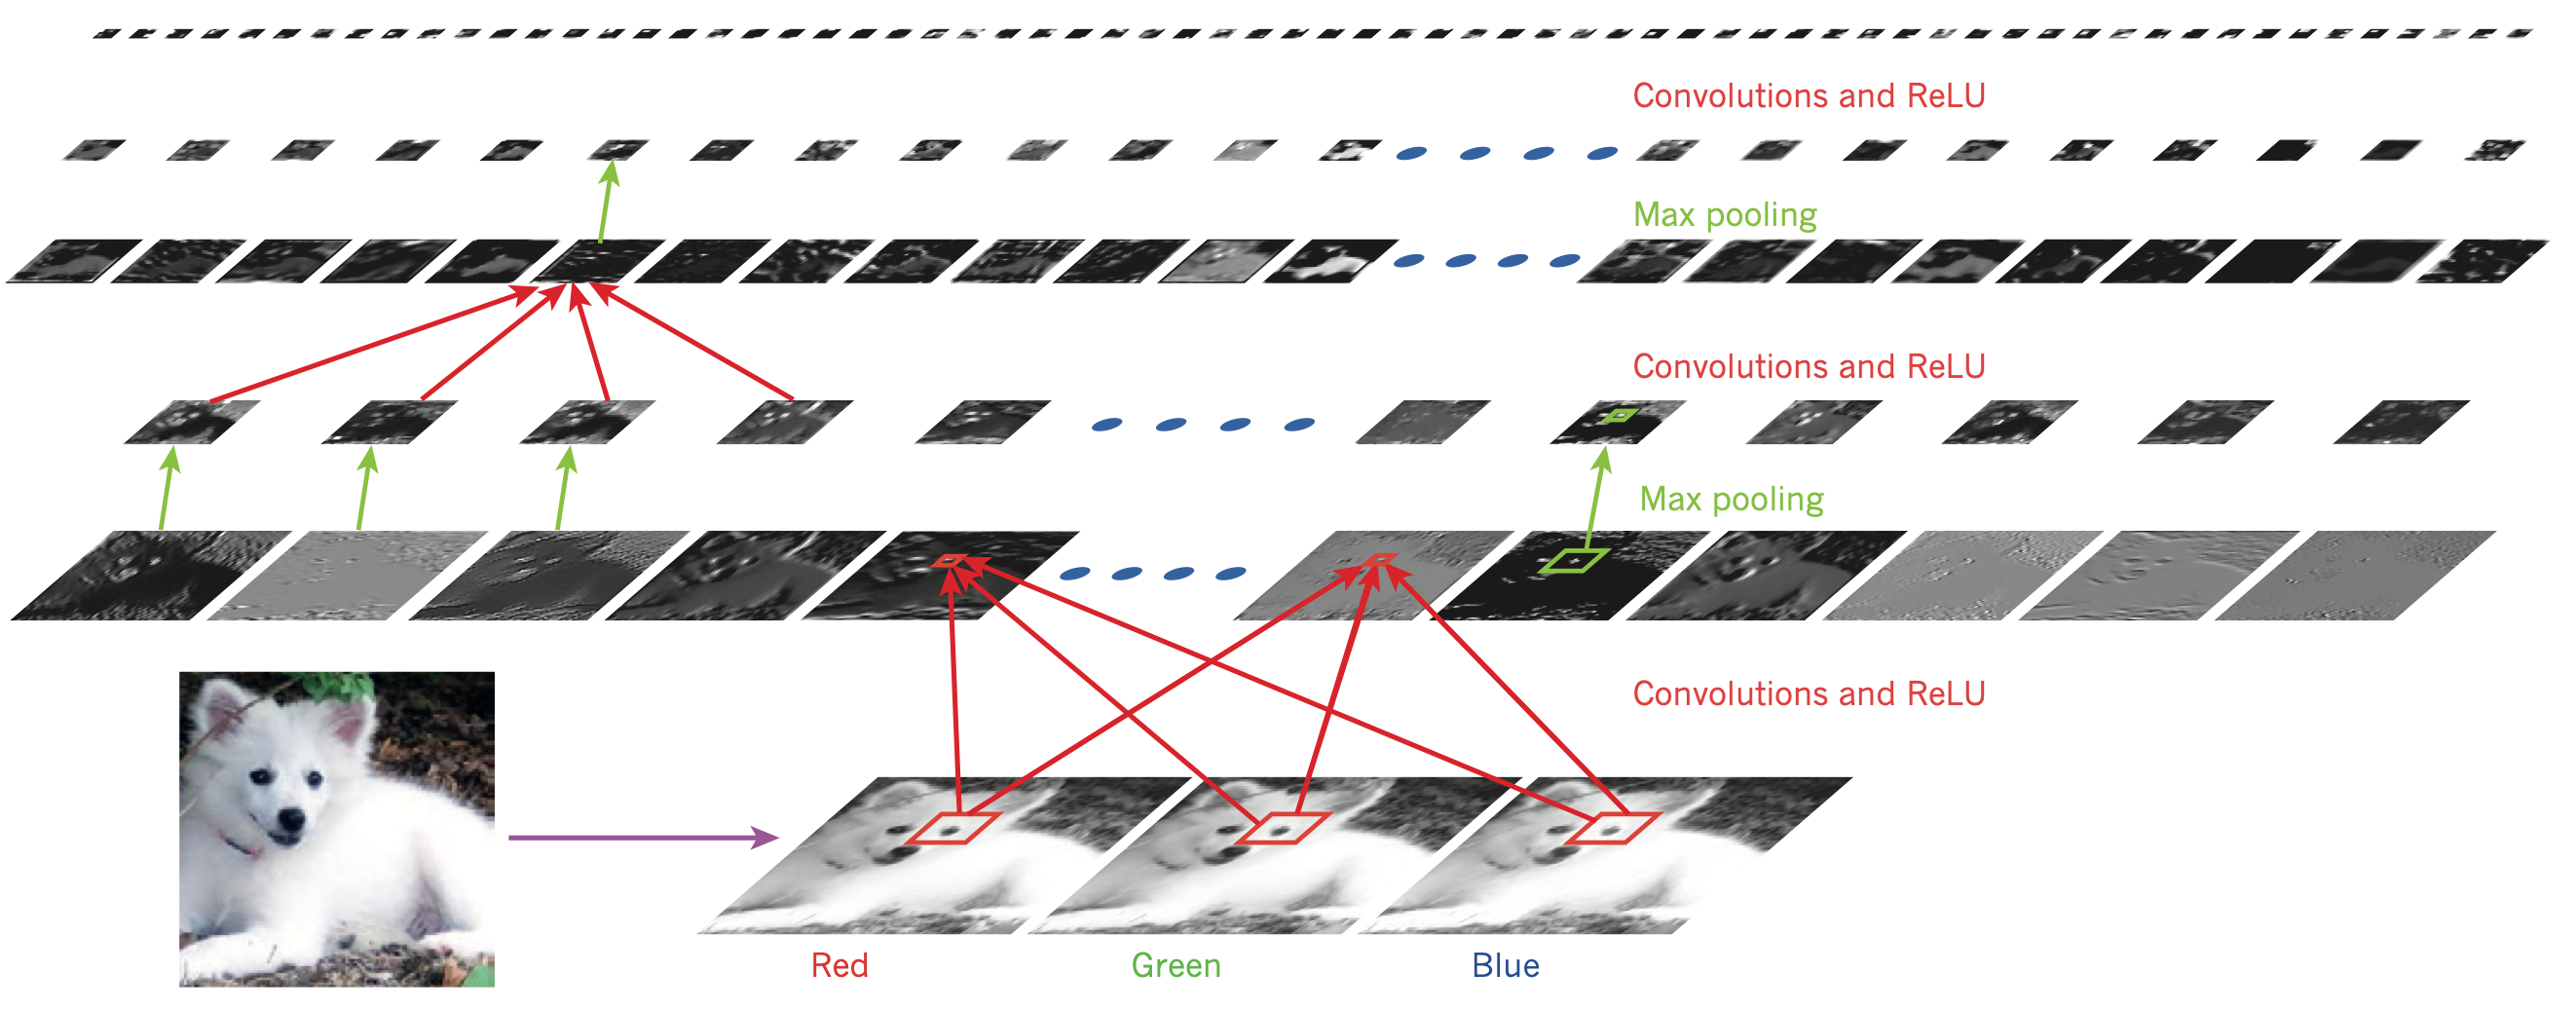 Convolutions and ReLU
Max pooling
Convolutions and ReLU
Max pooling
Convolutions and ReLU
Red
Green
Blue